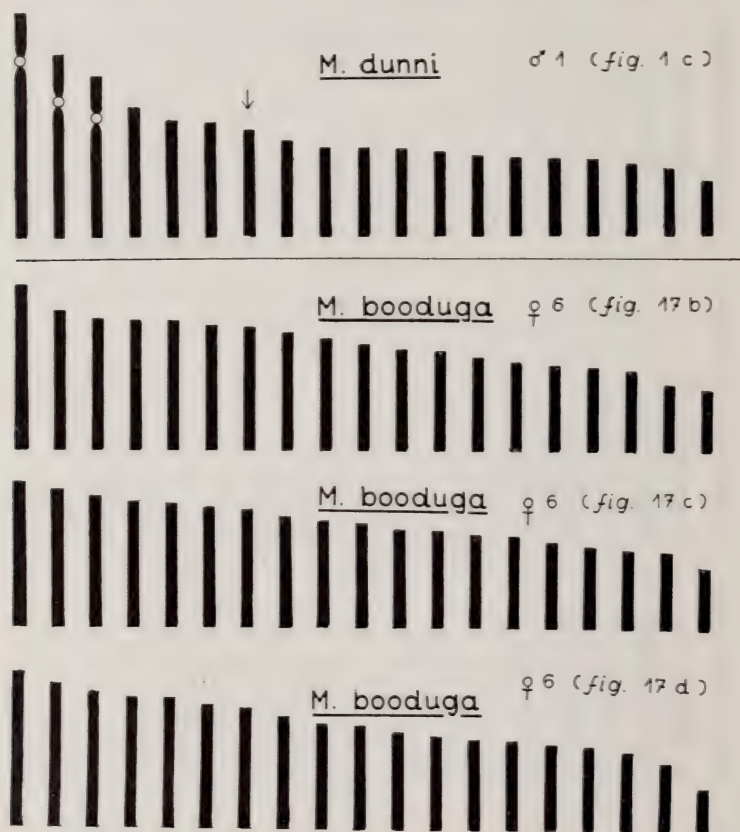 M. dunni ♂ 1 (fig. 1 c)
M. booduga ♀ 6 (fig. 17 b)
M. booduga ♀ 6 (fig. 17 c)
M. booduga ♀ 6 (fig. 17 d)